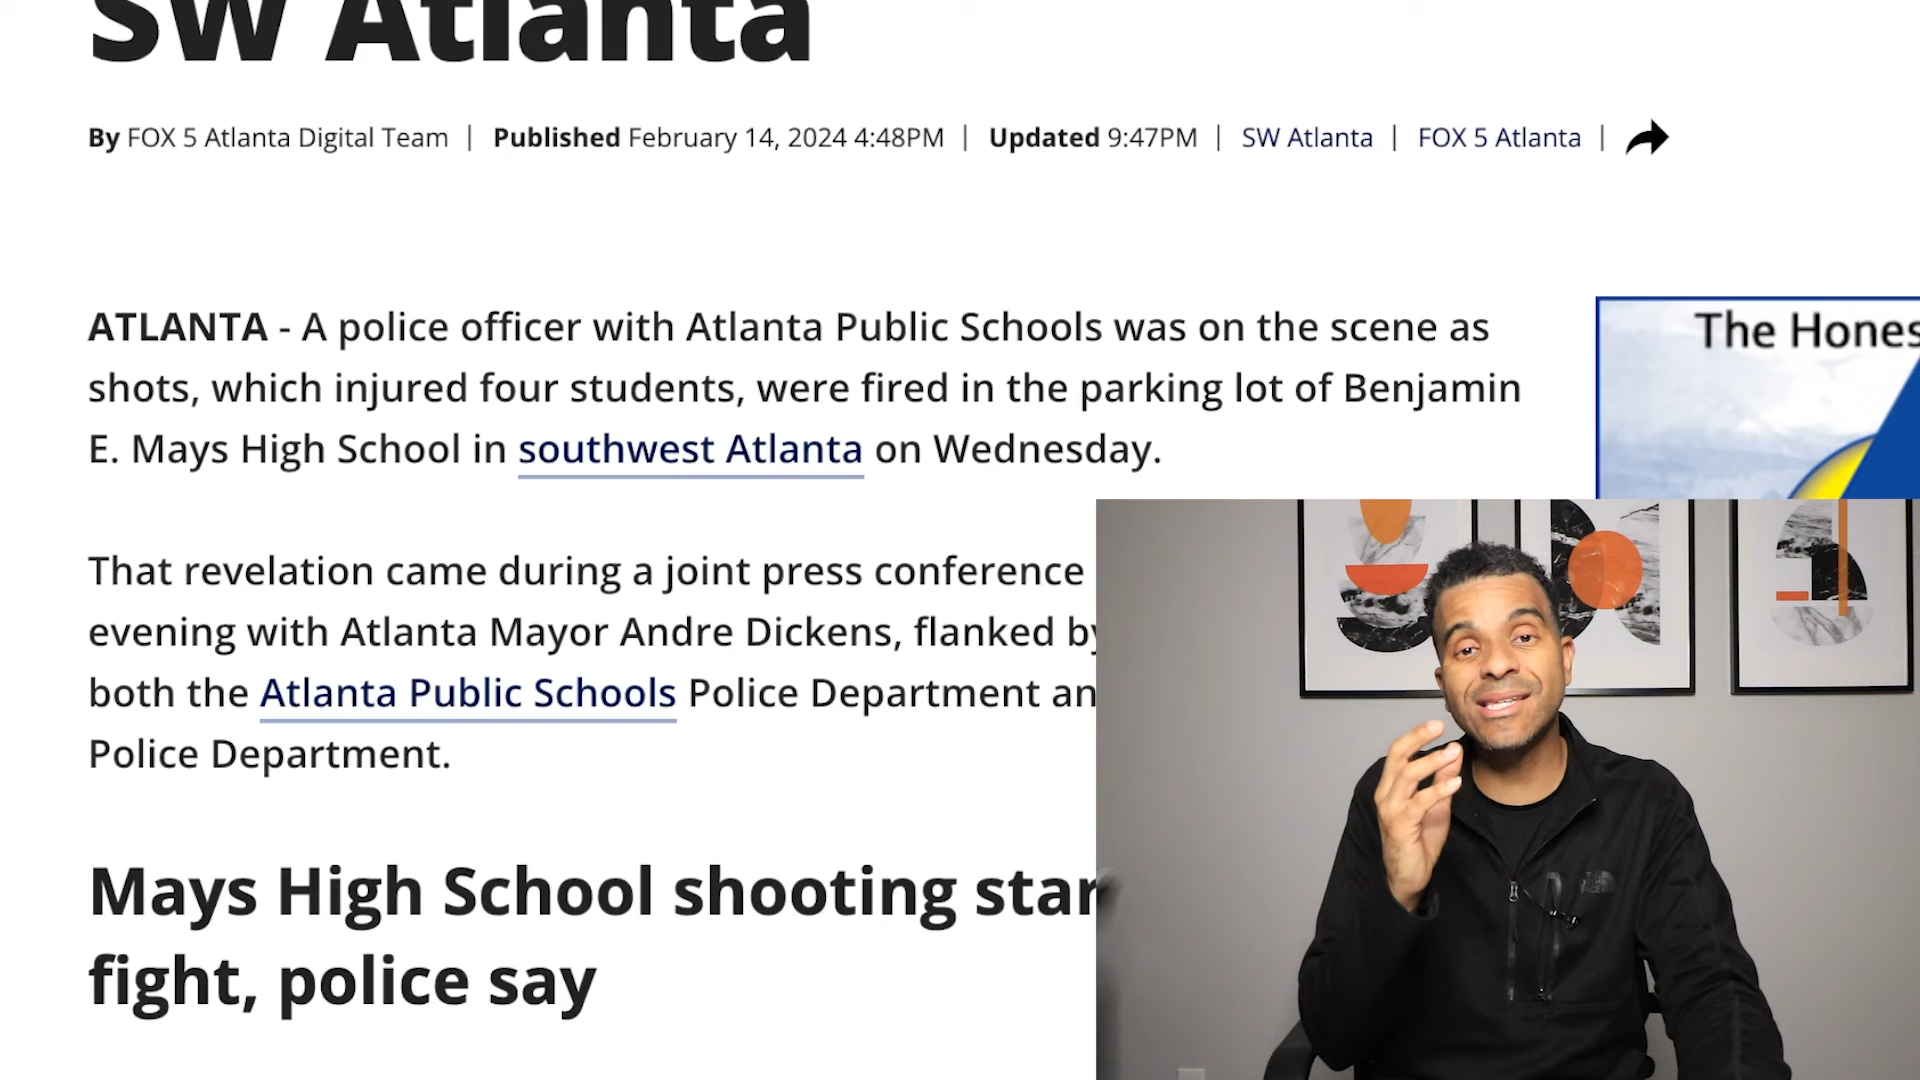 SW Atlanta
By FOX 5 Atlanta Digital Team | Published February 14, 2024 4:48PM | Updated 9:47PM | SW Atlanta | FOX 5 Atlanta |
ATLANTA - A police officer with Atlanta Public Schools was on the scene as
shots, which injured four students, were fired in the parking lot of Benjamin
E. Mays High School in southwest Atlanta on Wednesday.
The Hones
That revelation came during a joint press conference
evening with Atlanta Mayor Andre Dickens, flanked by
both the Atlanta Public Schools Police Department an
Police Department.
Mays High School shooting star
fight, police say
THE
NORTH
FACE